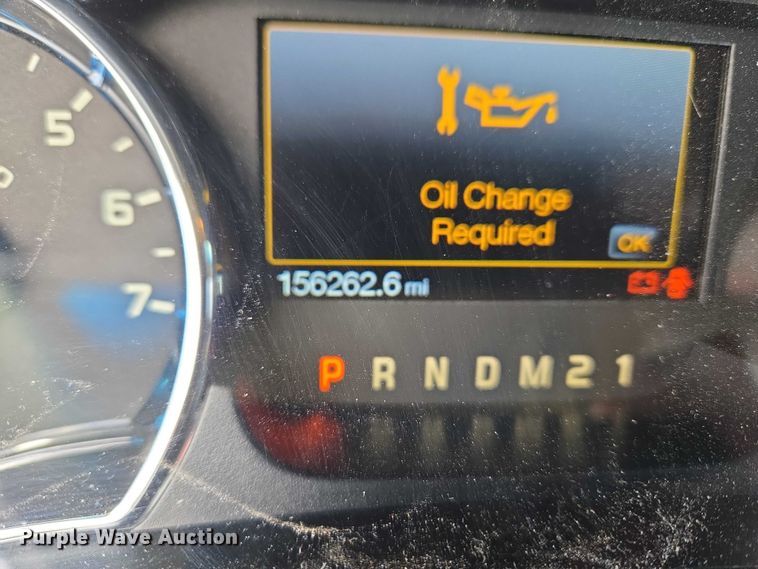 5
6
7
Oil Change
Required
OK
156262.6 mi
P R N D M 2 1
Purple Wave Auction